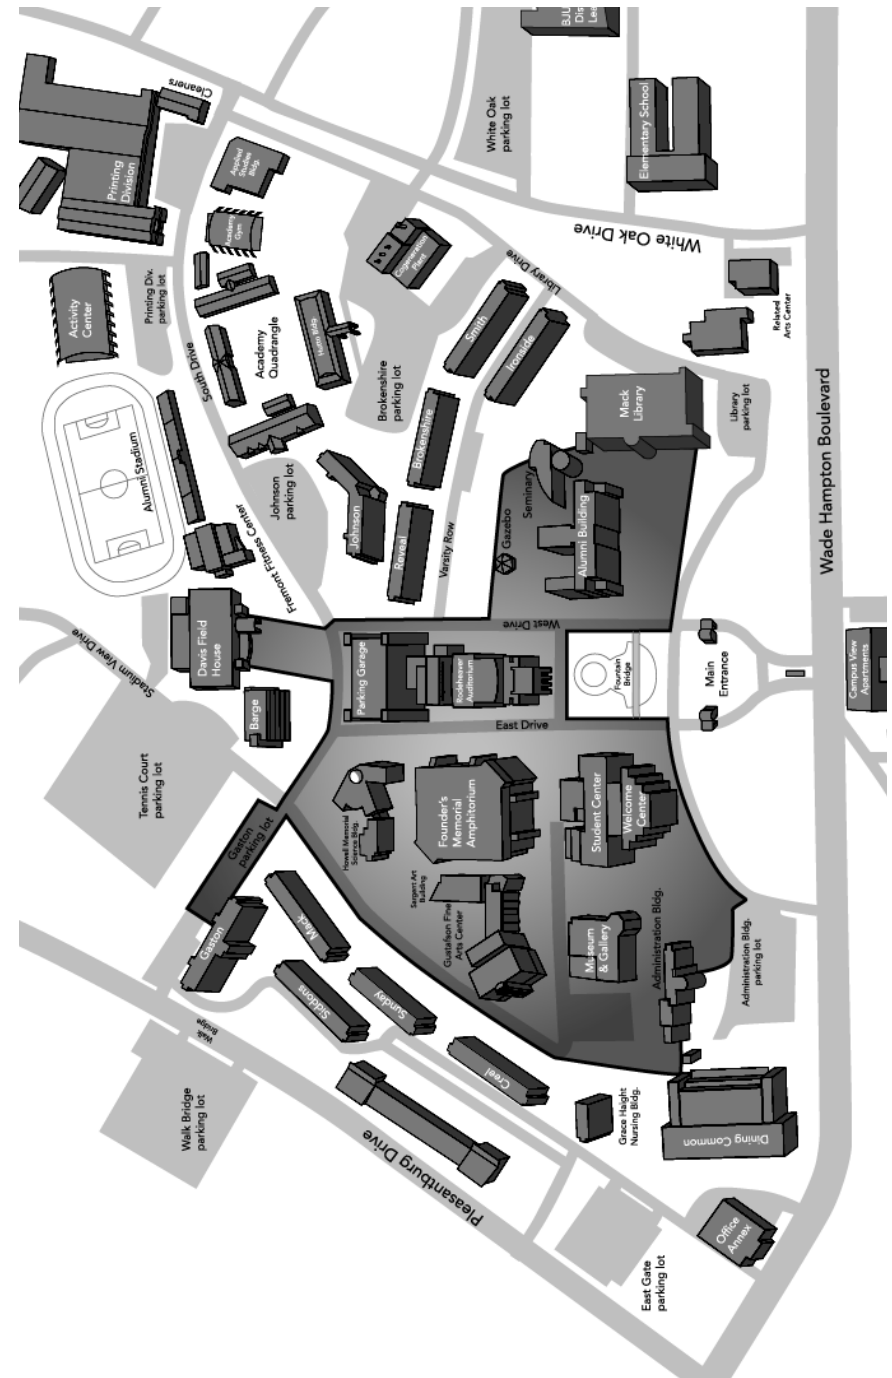 BJU
Dis
Lea
Cleaners
White Oak
parking lot
Elementary School
Printing
Division
Applied
Studies
Bldg.
Academy
Gym
White Oak Drive
Cogeneration
Plant
Library Drive
Activity
Center
Printing Div.
parking lot
Related
Arts Center
Academy
Quadrangle
Huto Bldg.
Smith
Ironside
South Drive
Brokenshire
parking lot
Mack
Library
Library
parking lot
Wade Hampton Boulevard
Alumni Stadium
Brokenshire
Johnson
parking lot
Seminary
Johnson
Reveal
Varsity Row
Gazebo
Alumni Building
Fremont Fitness Center
Davis Field
House
West Drive
Stadium View Drive
Parking Garage
Rodeheaver
Auditorium
Fountain
Bridge
Main
Entrance
Campus View
Apartments
Barge
East Drive
Tennis Court
parking lot
Gaston
parking lot
Howell Memorial
Science Bldg.
Founder's
Memorial
Amphitorium
Student Center
Welcome
Center
Sargent Art
Building
Gustafson Fine
Arts Center
Mack
Gaston
Museum
& Gallery
Administration Bldg.
Administration Bldg.
parking lot
Siddons
Sunday
Walk
Bridge
Creel
Walk Bridge
parking lot
Grace Haight
Nursing Bldg.
Dining Common
Pleasantburg Drive
Office
Annex
East Gate
parking lot